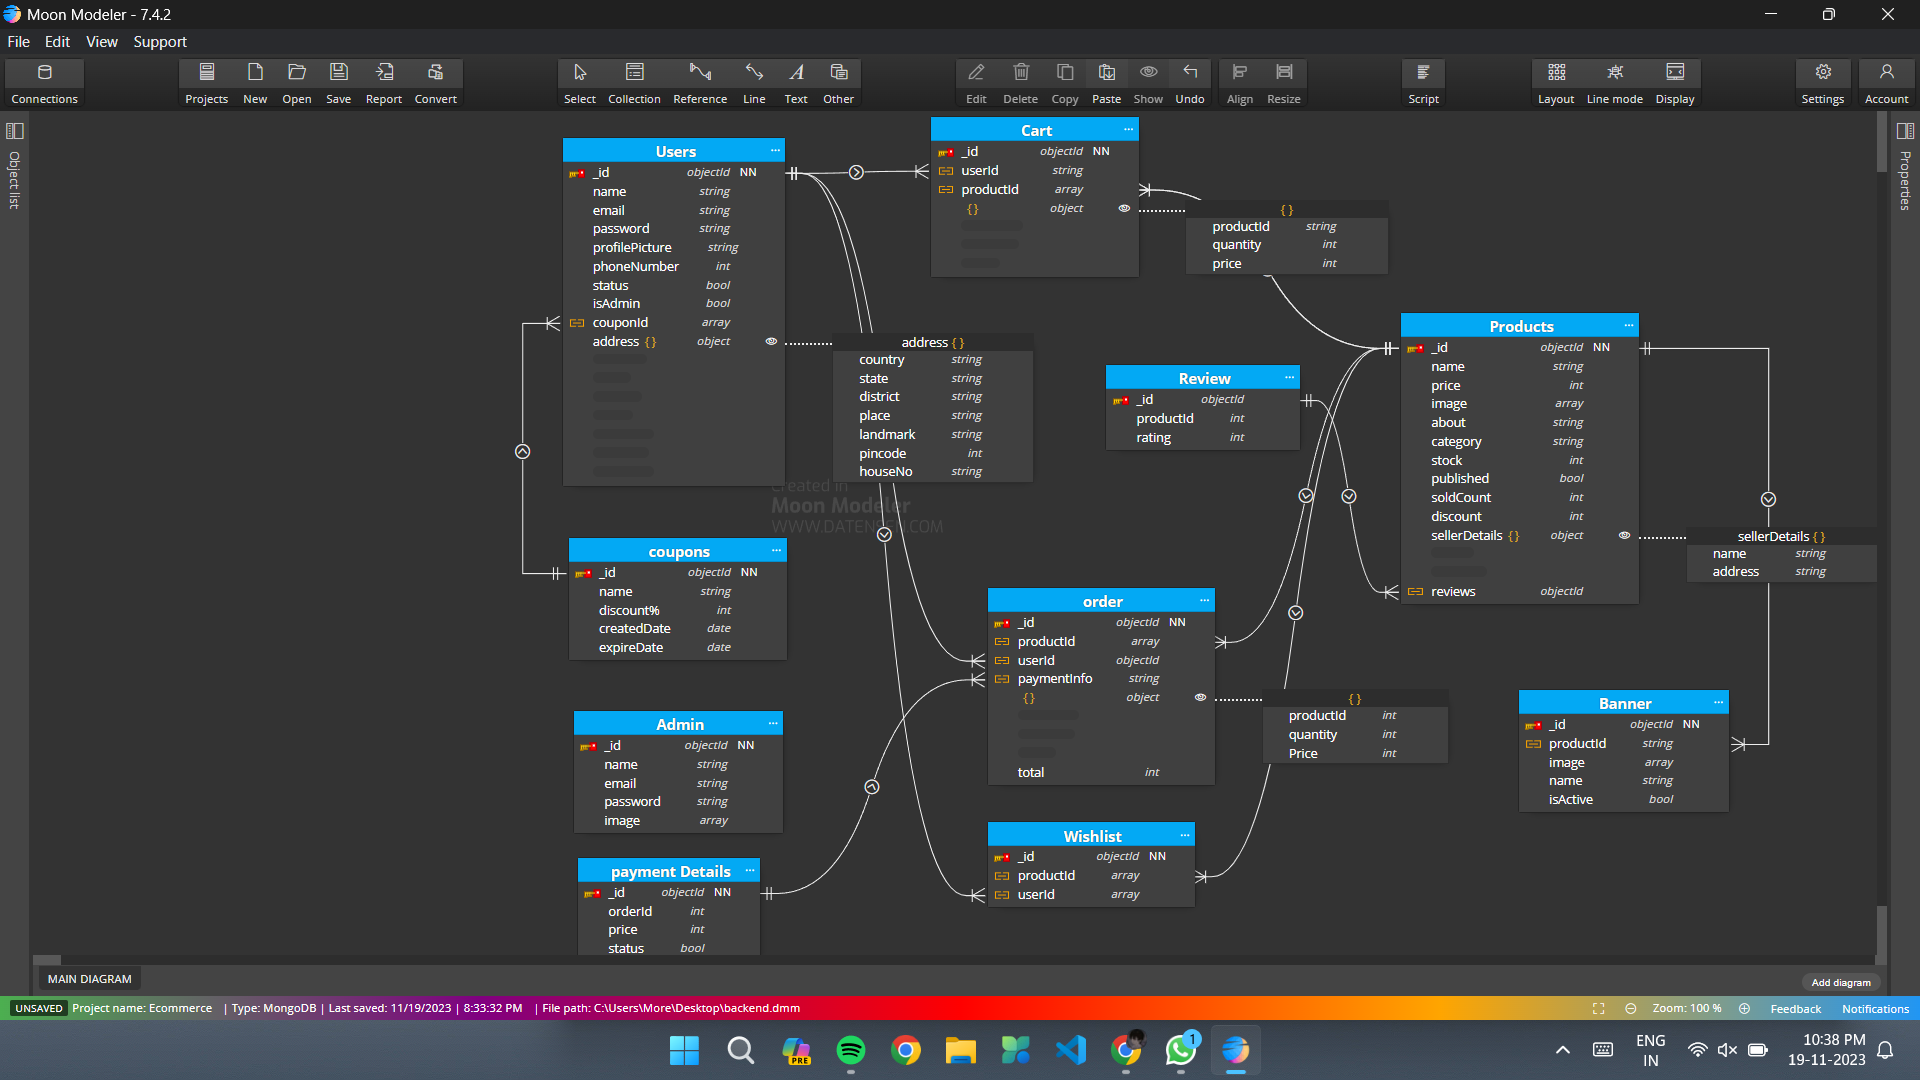 Moon Modeler - 7.4.2
File Edit View Support
Connections Projects New Open Save Report Convert Select Collection Reference Line Text Other Edit Delete Copy Paste Show Undo Align Resize Script Layout Line mode Display Settings Account
Object list
Properties
Users
_id objectId NN
name string
email string
password string
profilePicture string
phoneNumber int
status bool
isAdmin bool
couponId array
address { } object
address { }
country string
state string
district string
place string
landmark string
pincode int
houseNo string
Cart
_id objectId NN
userId string
productId array
{ } object
{ }
productId string
quantity int
price int
Products
_id objectId NN
name string
price int
image array
about string
category string
stock int
published bool
soldCount int
discount int
sellerDetails { } object
reviews objectId
sellerDetails { }
name string
address string
Review
_id objectId
productId int
rating int
Created in
Moon Modeler
WWW.DATENSEN.COM
coupons
_id objectId NN
name string
discount% int
createdDate date
expireDate date
order
_id objectId NN
productId array
userId objectId
paymentInfo string
{ } object
total int
{ }
productId int
quantity int
Price int
Banner
_id objectId NN
productId string
image array
name string
isActive bool
Admin
_id objectId NN
name string
email string
password string
image array
Wishlist
_id objectId NN
productId array
userId array
payment Details
_id objectId NN
orderId int
price int
status bool
MAIN DIAGRAM
Add diagram
UNSAVED Project name: Ecommerce | Type: MongoDB | Last saved: 11/19/2023 | 8:33:32 PM | File path: C:\Users\More\Desktop\backend.dmm Zoom: 100 % Feedback Notifications
PRE
1
ENG
IN
10:38 PM
19-11-2023